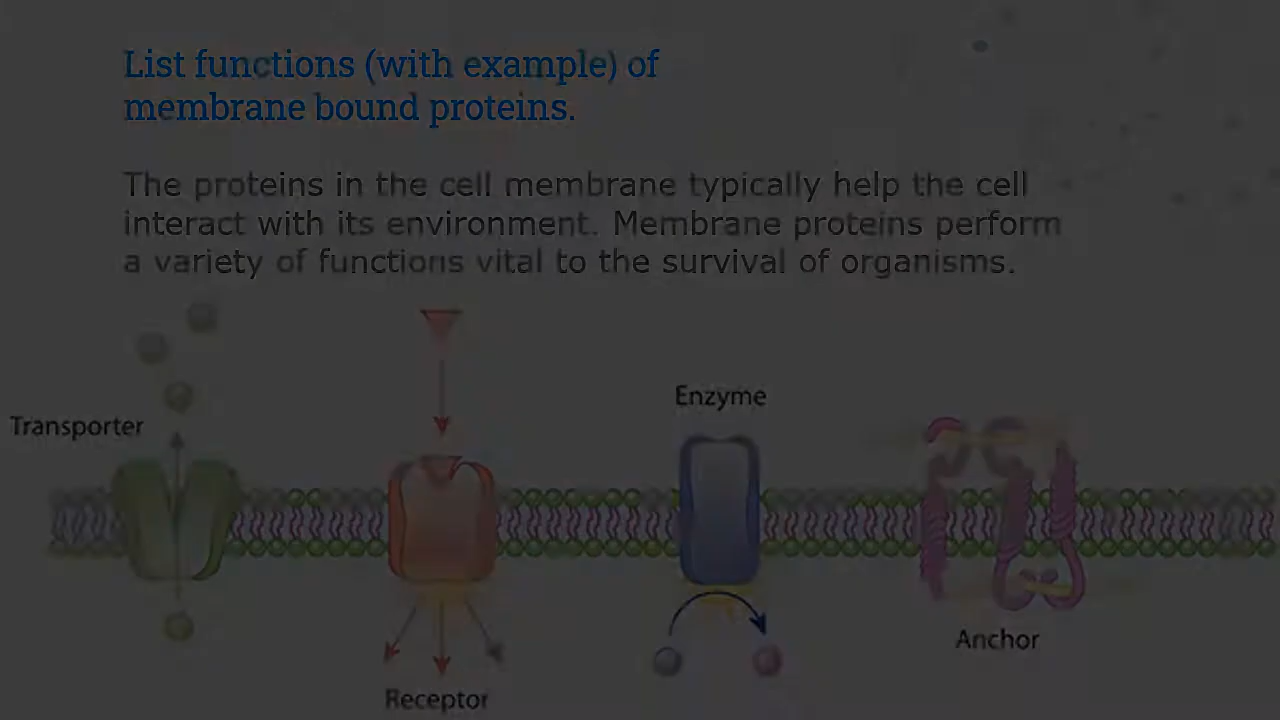 List functions (with example) of
membrane bound proteins.
The proteins in the cell membrane typically help the cell
interact with its environment. Membrane proteins perform
a variety of functions vital to the survival of organisms.
Enzyme
Transporter
Anchor
Receptor